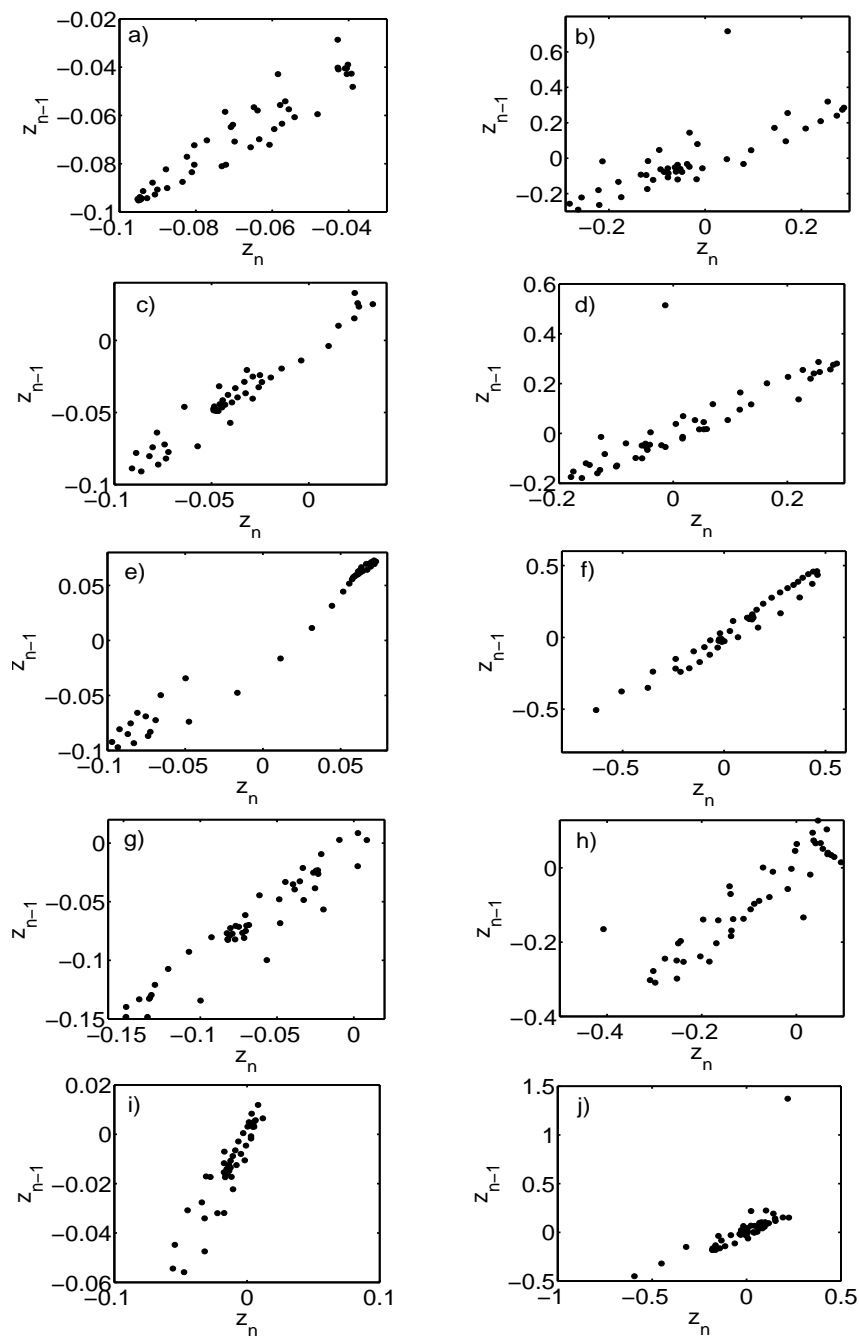 a)
−0.02
−0.04
−0.06
−0.08
−0.1
z_{n−1}
−0.1 −0.08 −0.06 −0.04
z_n
b)
0.8
0.6
0.4
0.2
0
−0.2
z_{n−1}
−0.2 0 0.2
z_n
c)
0
−0.05
−0.1
z_{n−1}
−0.05 0
z_n
d)
0.6
0.4
0.2
0
−0.2
z_{n−1}
−0.2 0 0.2
z_n
e)
0.05
0
−0.05
−0.1
z_{n−1}
−0.1 −0.05 0 0.05
z_n
f)
0.5
0
−0.5
z_{n−1}
−0.5 0 0.5
z_n
g)
0
−0.05
−0.1
−0.15
z_{n−1}
−0.15 −0.1 −0.05 0
z_n
h)
0
−0.2
−0.4
z_{n−1}
−0.4 −0.2 0
z_n
i)
0.02
0
−0.02
−0.04
−0.06
z_{n−1}
−0.1 0 0.1
z_n
j)
1.5
1
0.5
0
−0.5
z_{n−1}
−1 −0.5 0 0.5
z_n